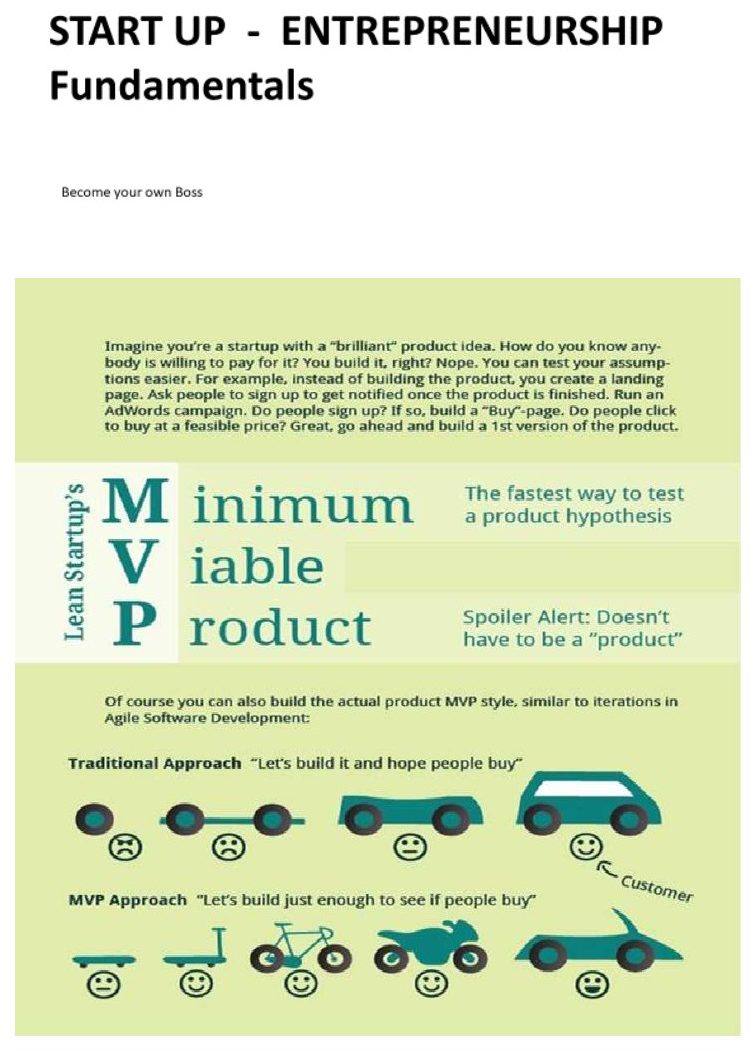 START UP - ENTREPRENEURSHIP
Fundamentals
Become your own Boss
Imagine you're a startup with a "brilliant" product idea. How do you know any-
body is willing to pay for it? You build it, right? Nope. You can test your assump-
tions easier. For example, instead of building the product, you create a landing
page. Ask people to sign up to get notified once the product is finished. Run an
AdWords campaign. Do people sign up? If so, build a "Buy"-page. Do people click
to buy at a feasible price? Great, go ahead and build a 1st version of the product.
Lean Startup's
Minimum
Viable
Product
The fastest way to test
a product hypothesis
Spoiler Alert: Doesn't
have to be a "product"
Of course you can also build the actual product MVP style, similar to iterations in
Agile Software Development:
Traditional Approach "Let's build it and hope people buy"
Customer
MVP Approach "Let's build just enough to see if people buy"